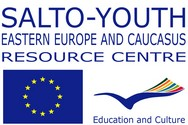 SALTO-YOUTH
EASTERN EUROPE AND CAUCASUS
RESOURCE CENTRE
Education and Culture